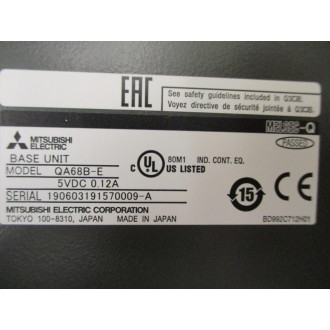 EAC
See safety guidelines included in Q3CB.
Voyez directive de sécurité jointée à Q3CB.
MELSEC-Q
PASSED
MITSUBISHI
ELECTRIC
BASE UNIT
MODEL QA68B-E
5VDC 0.12A
SERIAL 190603191570009-A
MITSUBISHI ELECTRIC CORPORATION
TOKYO 100-8310, JAPAN MADE IN JAPAN
c UL US LISTED
80M1 IND. CONT. EQ.
15
BD992C712H01